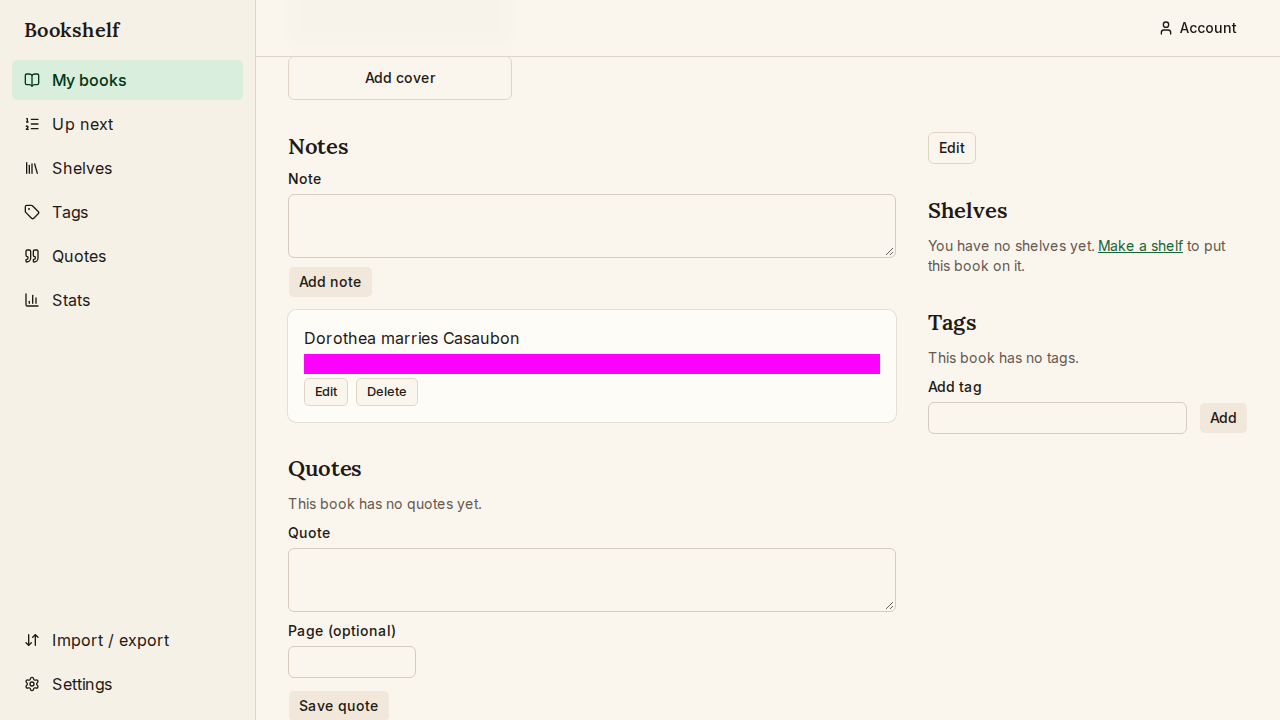 Bookshelf
My books
Up next
Shelves
Tags
Quotes
Stats
Import / export
Settings
Account
Add cover
Notes
Note
Add note
Dorothea marries Casaubon
Edit
Delete
Quotes
This book has no quotes yet.
Quote
Page (optional)
Save quote
Edit
Shelves
You have no shelves yet. Make a shelf to put
this book on it.
Tags
This book has no tags.
Add tag
Add